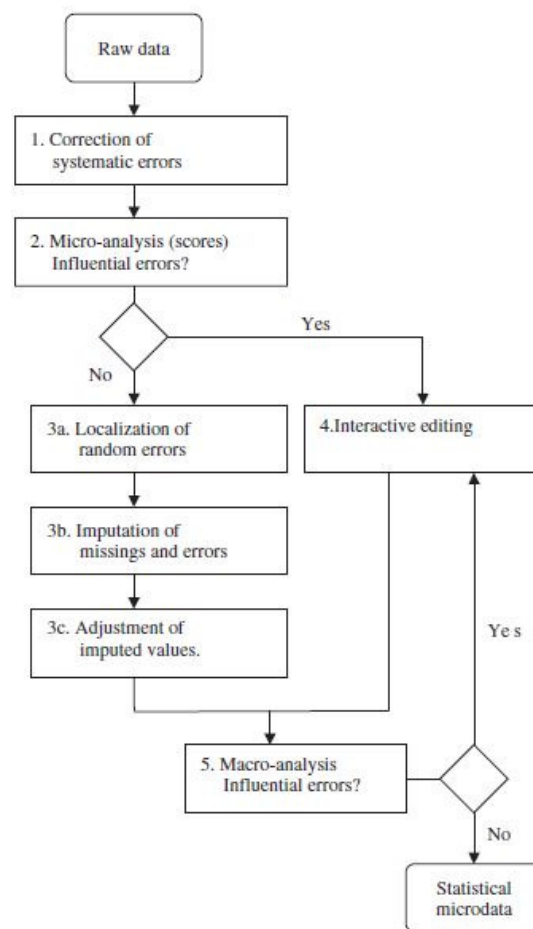 Raw data
1. Correction of
systematic errors
2. Micro-analysis (scores)
Influential errors?
Yes
No
3a. Localization of
random errors
4.Interactive editing
3b. Imputation of
missings and errors
3c. Adjustment of
imputed values.
Ye s
5. Macro-analysis
Influential errors?
No
Statistical
microdata